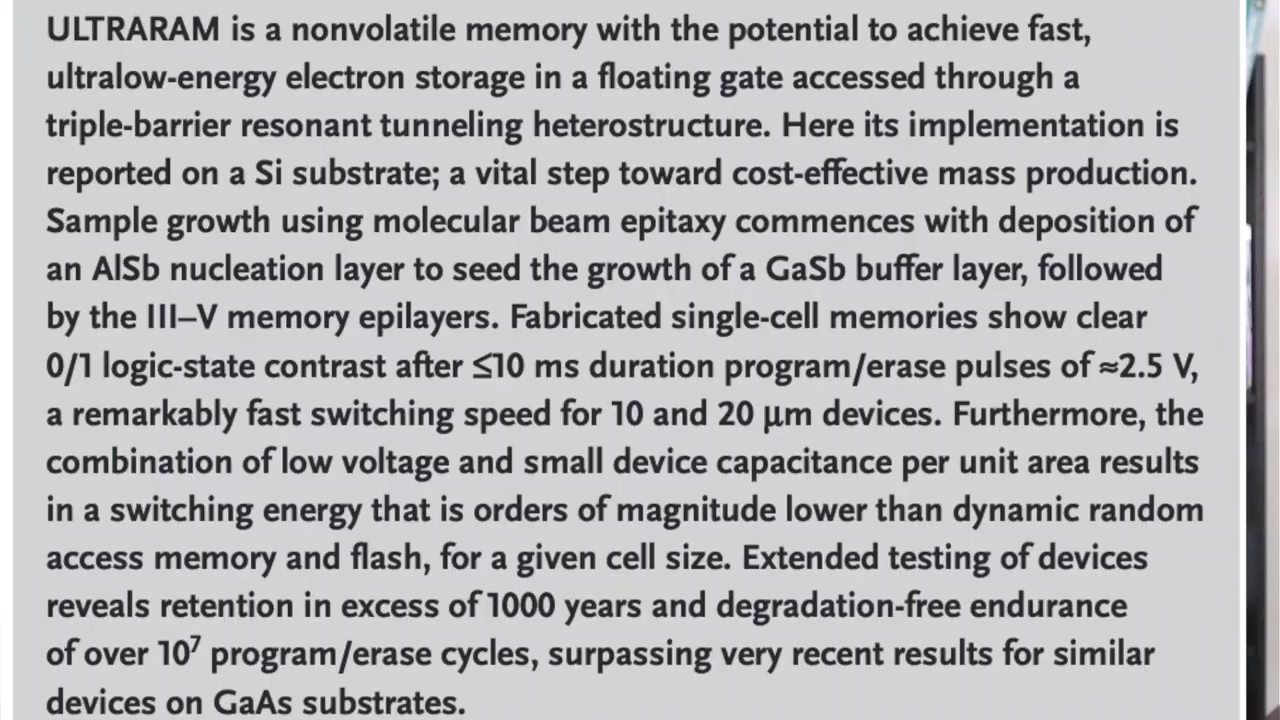 ULTRARAM is a nonvolatile memory with the potential to achieve fast,
ultralow-energy electron storage in a floating gate accessed through a
triple-barrier resonant tunneling heterostructure. Here its implementation is
reported on a Si substrate; a vital step toward cost-effective mass production.
Sample growth using molecular beam epitaxy commences with deposition of
an AlSb nucleation layer to seed the growth of a GaSb buffer layer, followed
by the III–V memory epilayers. Fabricated single-cell memories show clear
0/1 logic-state contrast after ≤10 ms duration program/erase pulses of ≈2.5 V,
a remarkably fast switching speed for 10 and 20 µm devices. Furthermore, the
combination of low voltage and small device capacitance per unit area results
in a switching energy that is orders of magnitude lower than dynamic random
access memory and flash, for a given cell size. Extended testing of devices
reveals retention in excess of 1000 years and degradation-free endurance
of over 10⁷ program/erase cycles, surpassing very recent results for similar
devices on GaAs substrates.